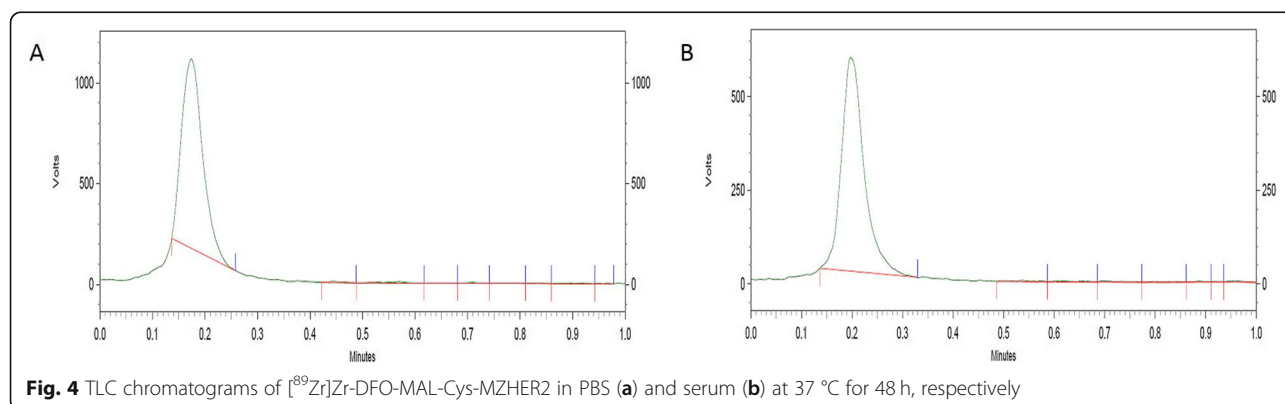 A
1000
500
0
Volts
1000
500
0
0.0 0.1 0.2 0.3 0.4 0.5 0.6 0.7 0.8 0.9 1.0
Minutes
B
500
250
0
Volts
500
250
0
0.0 0.1 0.2 0.3 0.4 0.5 0.6 0.7 0.8 0.9 1.0
Minutes
Fig. 4 TLC chromatograms of [⁸⁹Zr]Zr-DFO-MAL-Cys-MZHER2 in PBS (a) and serum (b) at 37 °C for 48 h, respectively